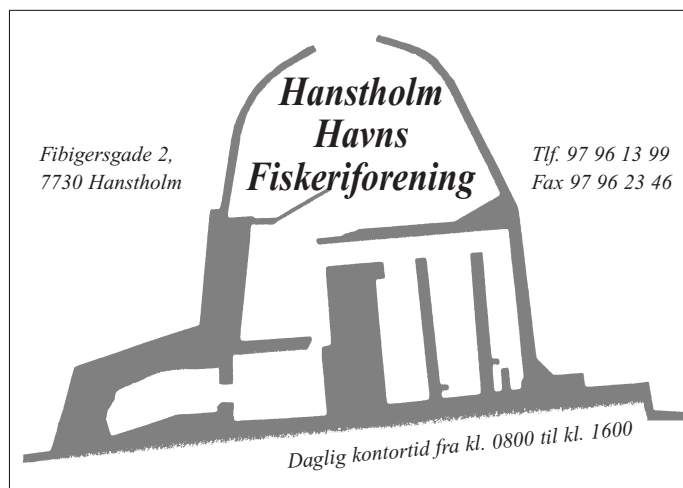 Hanstholm
Havns
Fiskeriforening
Fibigersgade 2,
7730 Hanstholm
Tlf. 97 96 13 99
Fax 97 96 23 46
Daglig kontortid fra kl. 0800 til kl. 1600